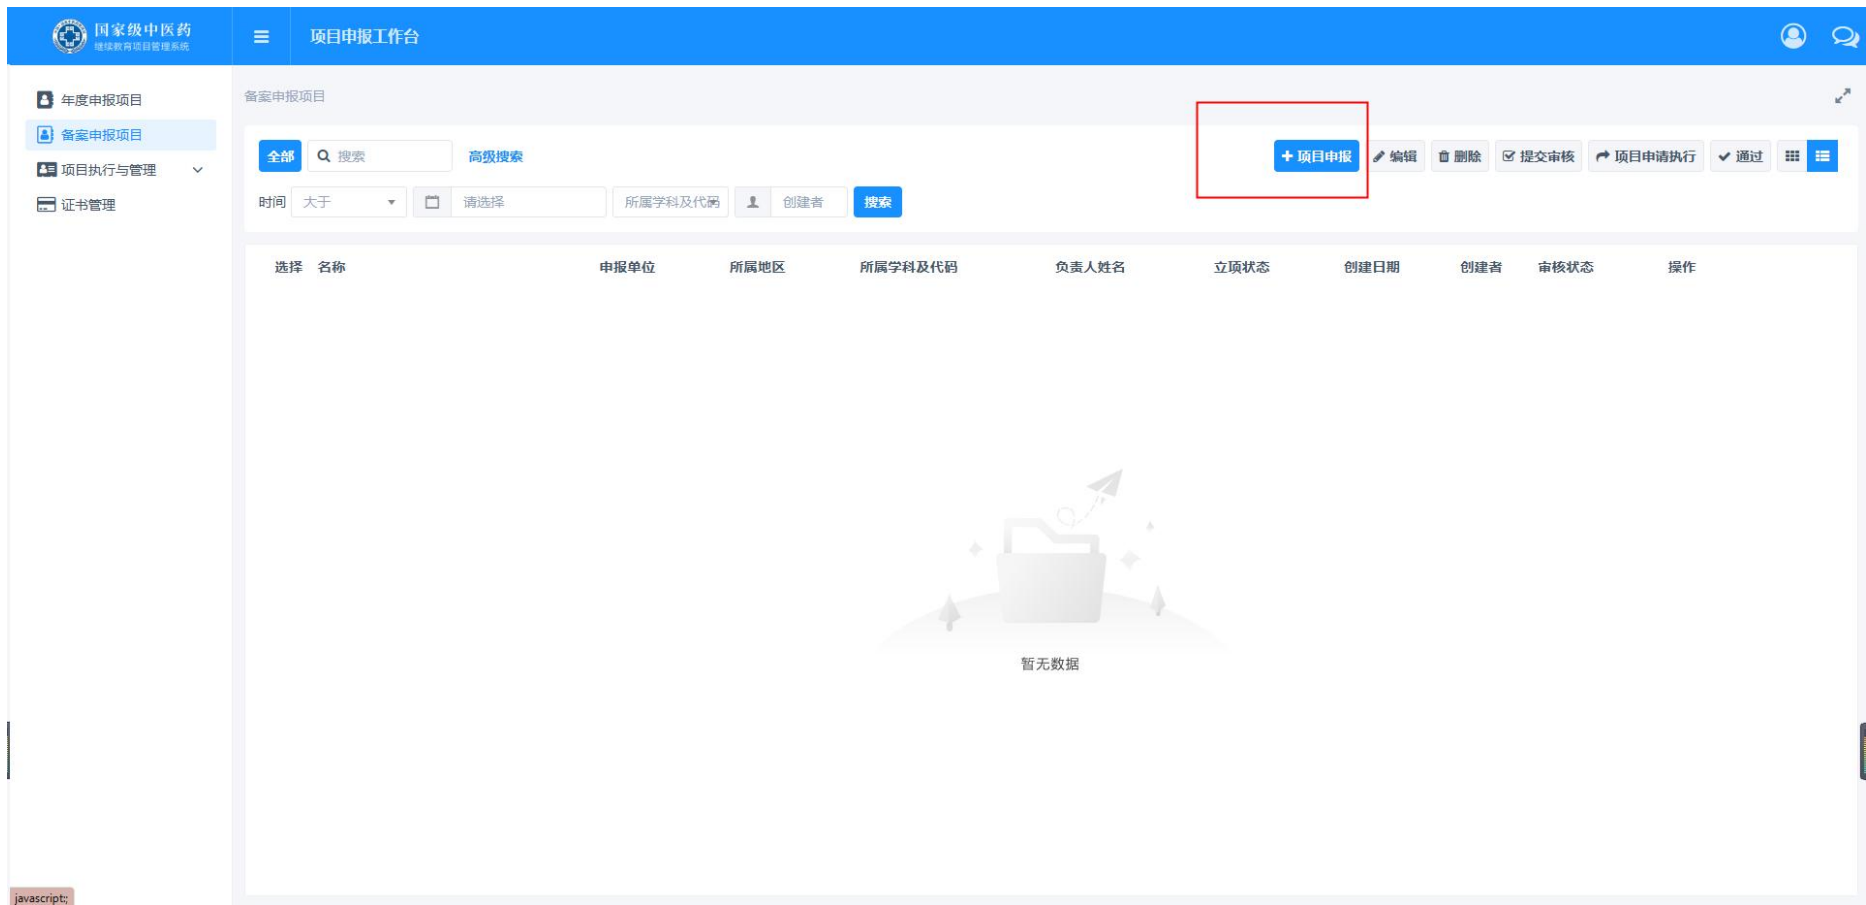 国家级中医药
继续教育项目管理系统
项目申报工作台
年度申报项目
备案申报项目
项目执行与管理
证书管理
备案申报项目
全部 搜索 高级搜索 项目申报 编辑 删除 提交审核 项目申请执行 通过
时间 大于 请选择 所属学科及代码 创建者 搜索
选择 名称 申报单位 所属地区 所属学科及代码 负责人姓名 立项状态 创建日期 创建者 审核状态 操作
暂无数据
javascript:;